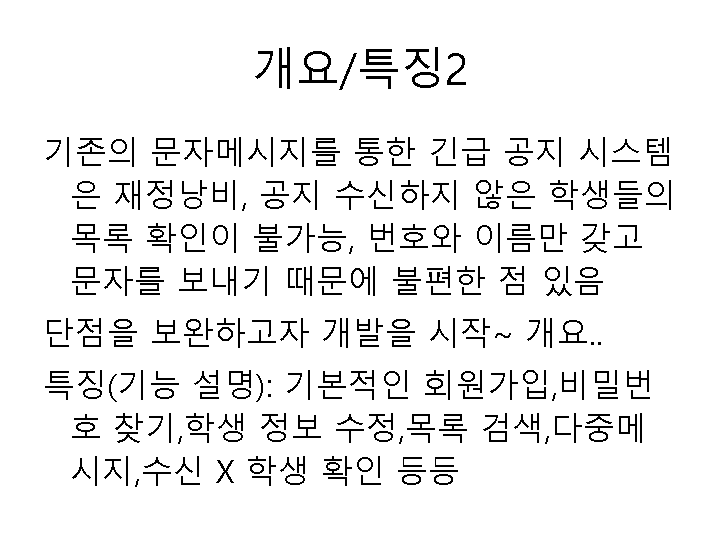 개요/특징2
기존의 문자메시지를 통한 긴급 공지 시스템
은 재정낭비, 공지 수신하지 않은 학생들의
목록 확인이 불가능, 번호와 이름만 갖고
문자를 보내기 때문에 불편한 점 있음
단점을 보완하고자 개발을 시작~ 개요..
특징(기능 설명): 기본적인 회원가입,비밀번
호 찾기,학생 정보 수정,목록 검색,다중메
시지,수신 X 학생 확인 등등